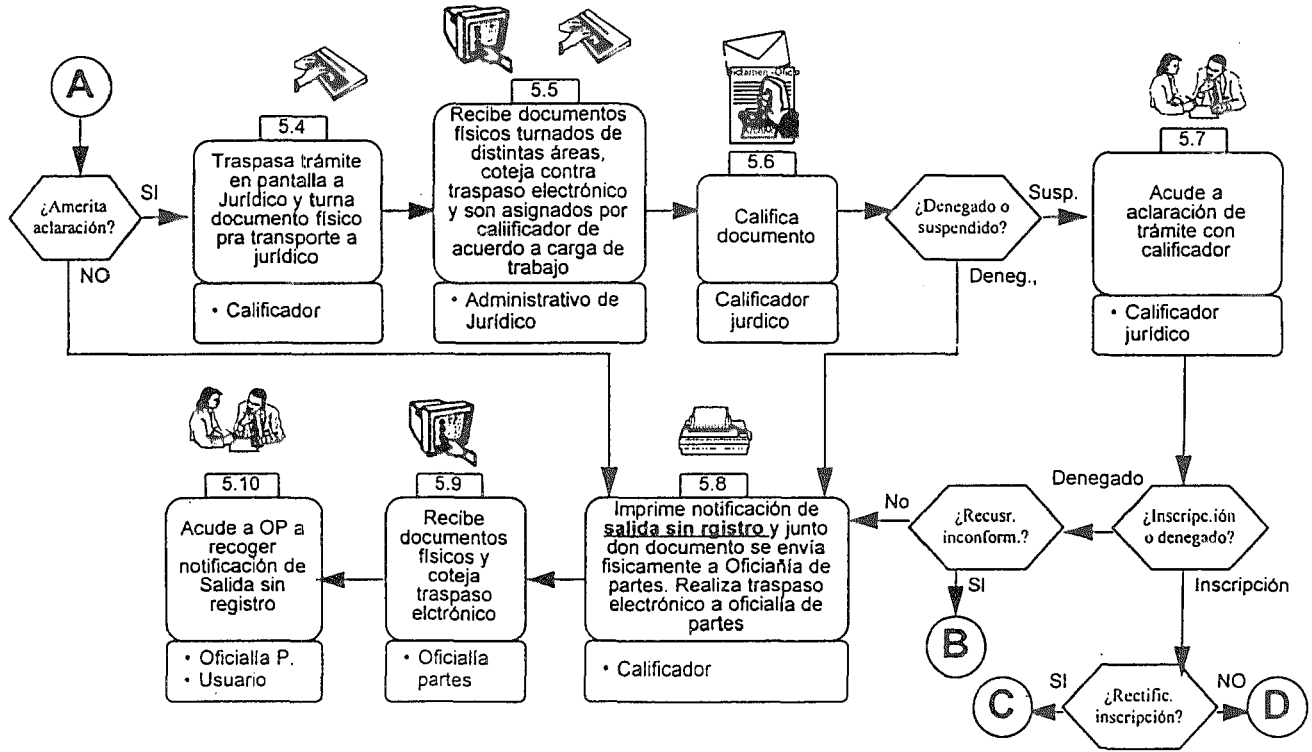 A
¿Amerita
aclaración?
SI
NO
5.4
Traspasa trámite
en pantalla a
Jurídico y turna
documento físico
pra transporte a
jurídico
• Calificador
5.5
Recibe documentos
físicos turnados de
distintas áreas,
coteja contra
traspaso electrónico
y son asignados por
caliificador de
acuerdo a carga de
trabajo
• Administrativo de
Jurídico
5.6
Califica
documento
Calificador
jurdico
¿Denegado o
suspendido?
Susp.
Deneg.,
5.7
Acude a
aclaración de
trámite con
calificador
• Calificador
jurídico
Denegado
¿Inscripc.ión
o denegado?
Inscripción
¿Recusr.
inconform.?
No
SI
B
¿Rectific.
inscripción?
SI
NO
C
D
5.8
Imprime notificación de
salida sin rgistro y junto
don documento se envía
fisicamente a Oficiañía de
partes. Realiza traspaso
electrónico a oficialía de
partes
• Calificador
5.9
Recibe
documentos
físicos y
coteja
traspaso
elctrónico
• Oficialía
partes
5.10
Acude a OP a
recoger
notificación de
Salida sin
registro
• Oficialla P.
• Usuario